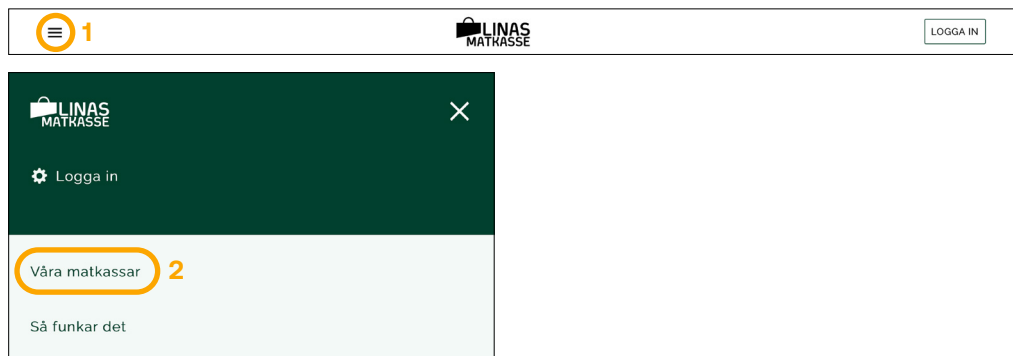 1
LINAS
MATKASSE
LOGGA IN
LINAS
MATKASSE
Logga in
Våra matkassar
2
Så funkar det